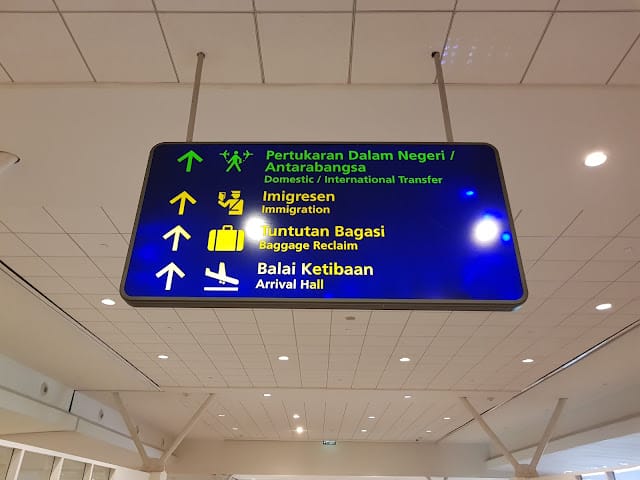 Pertukaran Dalam Negeri /
Antarabangsa
Domestic / International Transfer
Imigresen
Immigration
Tuntutan Bagasi
Baggage Reclaim
Balai Ketibaan
Arrival Hall